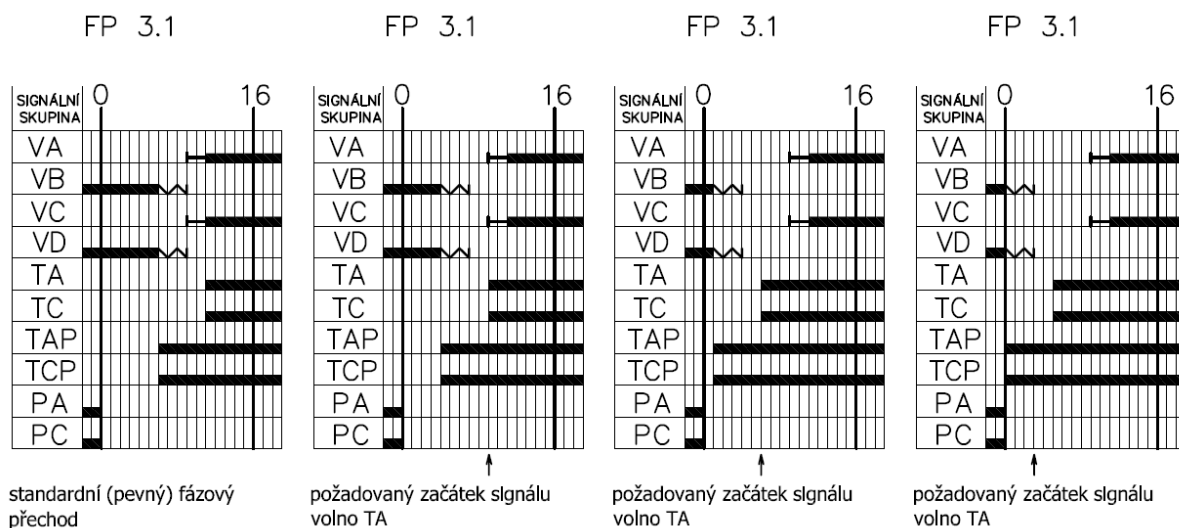 FP 3.1
SIGNÁLNÍ
SKUPINA
0
16
VA
VB
VC
VD
TA
TC
TAP
TCP
PA
PC
standardní (pevný) fázový
přechod
FP 3.1
SIGNÁLNÍ
SKUPINA
0
16
VA
VB
VC
VD
TA
TC
TAP
TCP
PA
PC
požadovaný začátek signálu
volno TA
FP 3.1
SIGNÁLNÍ
SKUPINA
0
16
VA
VB
VC
VD
TA
TC
TAP
TCP
PA
PC
požadovaný začátek signálu
volno TA
FP 3.1
SIGNÁLNÍ
SKUPINA
0
16
VA
VB
VC
VD
TA
TC
TAP
TCP
PA
PC
požadovaný začátek signálu
volno TA